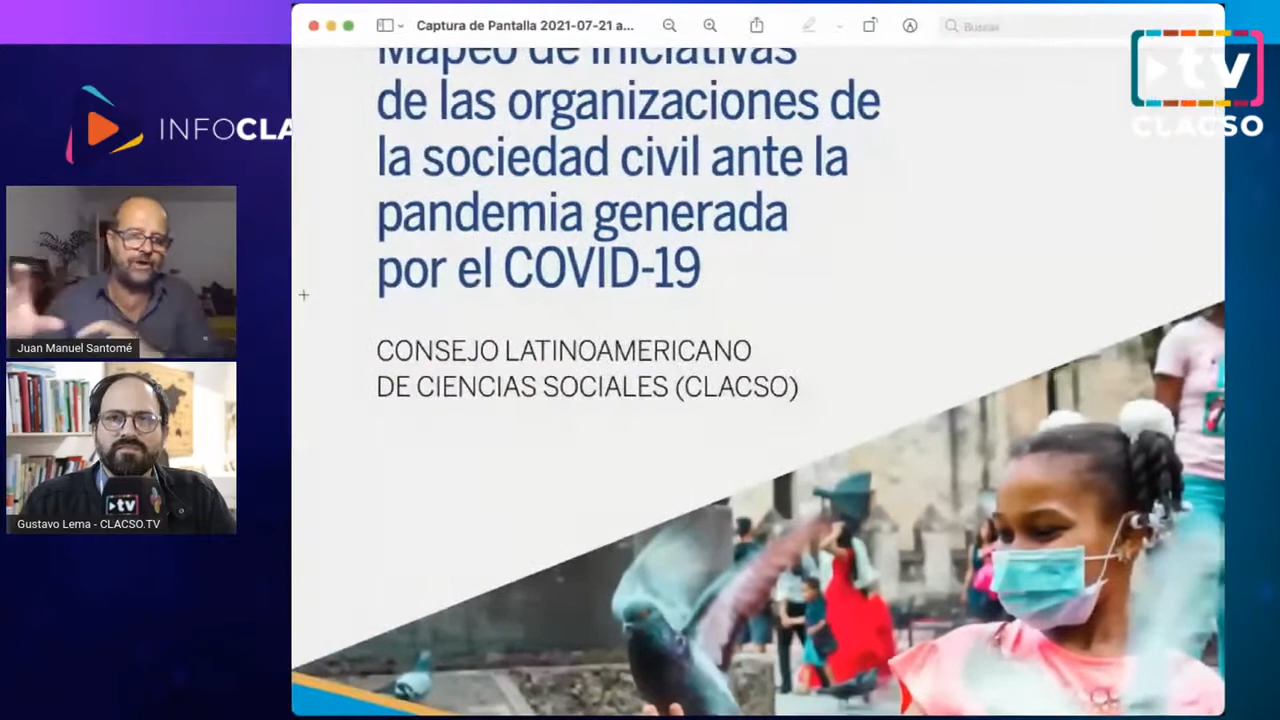 Captura de Pantalla 2021-07-21 a...
Buscar
Mapeo de iniciativas
de las organizaciones de
la sociedad civil ante la
pandemia generada
por el COVID-19
CONSEJO LATINOAMERICANO
DE CIENCIAS SOCIALES (CLACSO)
INFOCLA
tv
CLACSO
Juan Manuel Santomé
tv
Gustavo Lema - CLACSO.TV